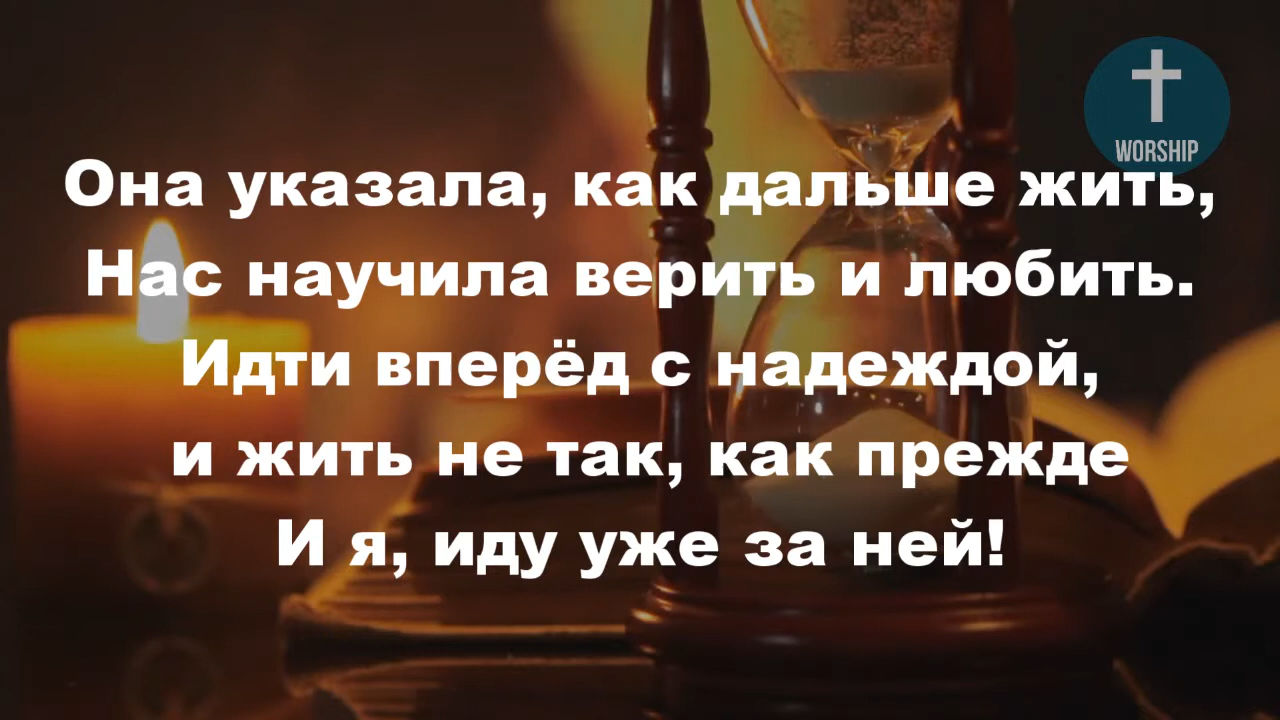 WORSHIP
Она указала, как дальше жить,
Нас научила верить и любить.
Идти вперёд с надеждой,
и жить не так, как прежде
И я, иду уже за ней!